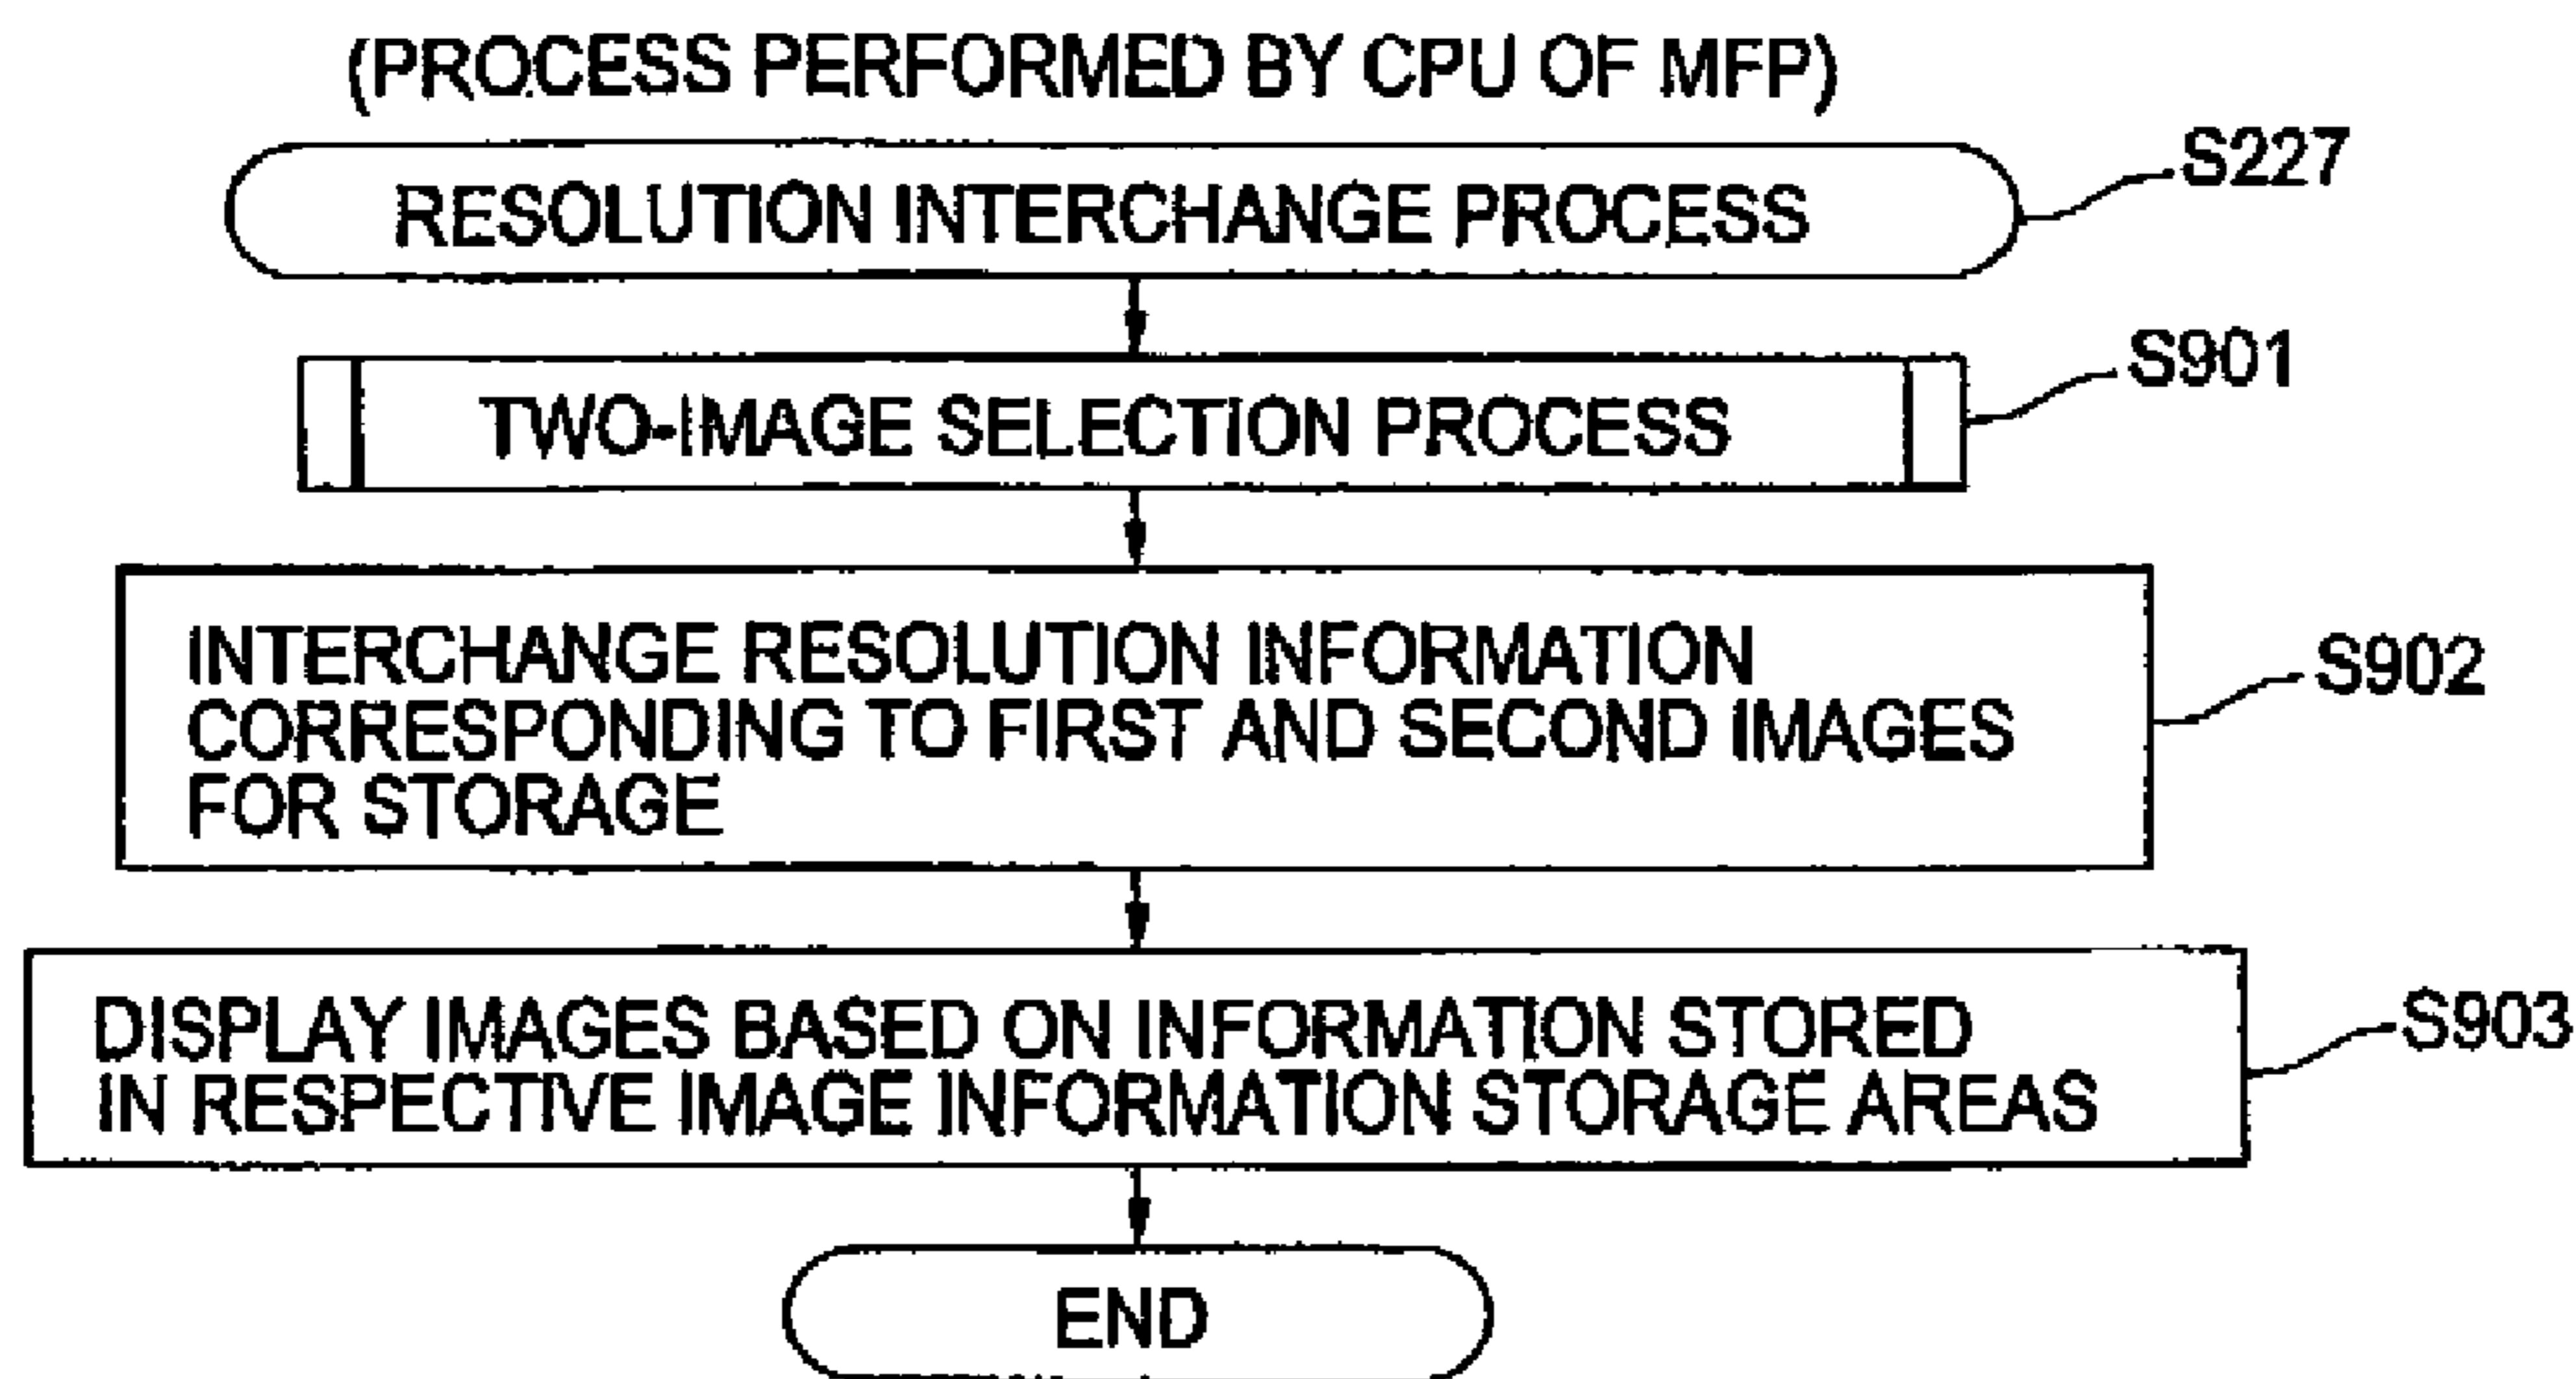 (PROCESS PERFORMED BY CPU OF MFP)
RESOLUTION INTERCHANGE PROCESS
S227
TWO-IMAGE SELECTION PROCESS
S901
INTERCHANGE RESOLUTION INFORMATION
CORRESPONDING TO FIRST AND SECOND IMAGES
FOR STORAGE
S902
DISPLAY IMAGES BASED ON INFORMATION STORED
IN RESPECTIVE IMAGE INFORMATION STORAGE AREAS
S903
END